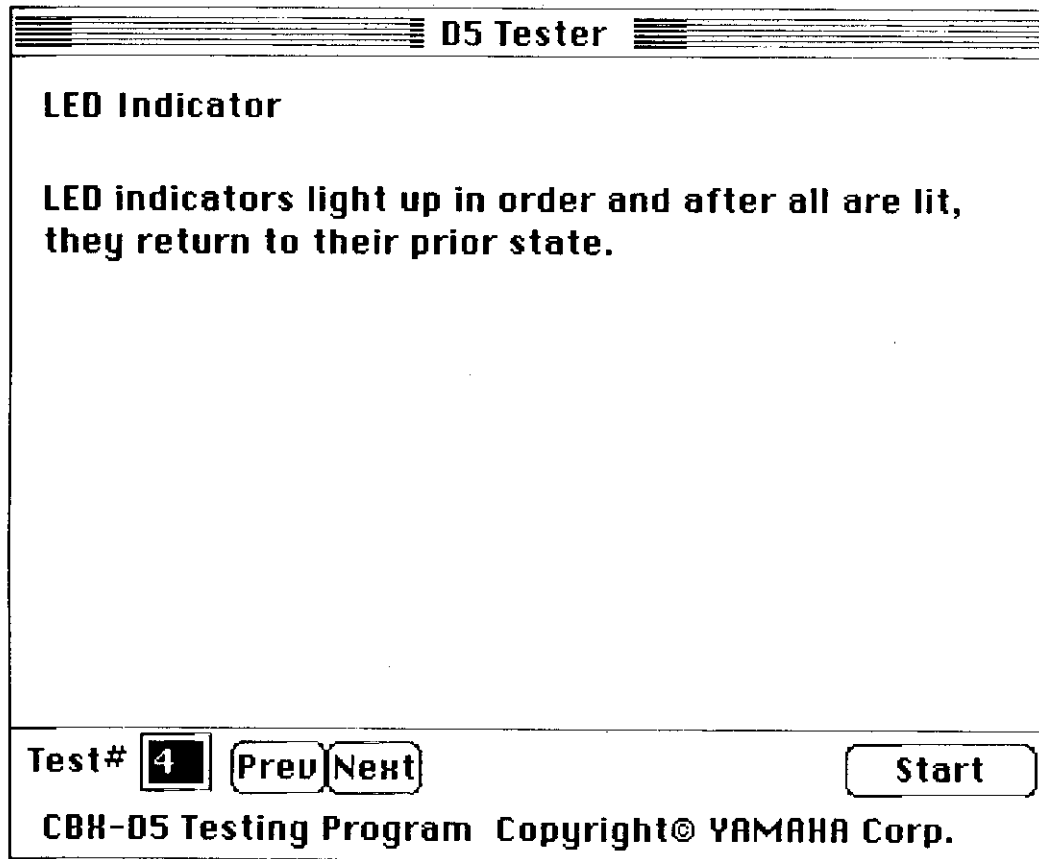 D5 Tester
LED Indicator
LED indicators light up in order and after all are lit,
they return to their prior state.
Test# 4 Prev Next Start
CBX-D5 Testing Program Copyright© YAMAHA Corp.